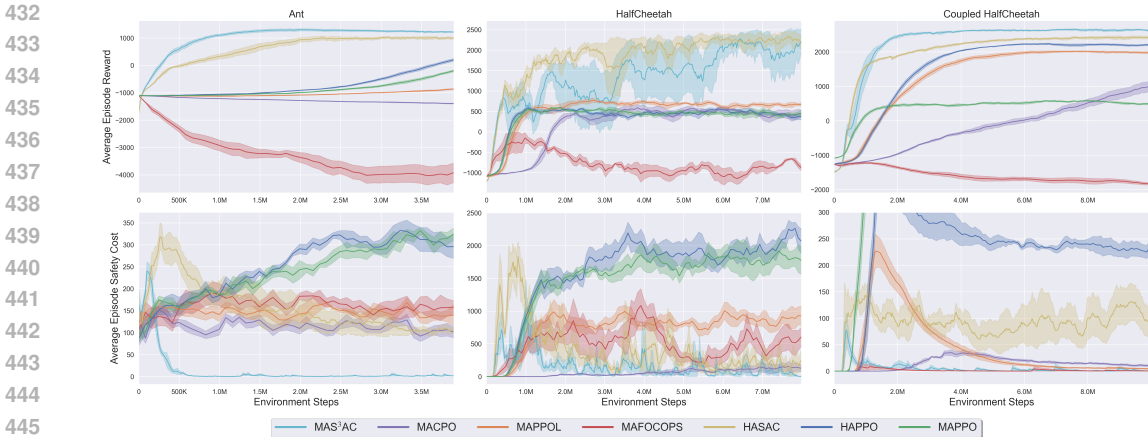 432
433
434
435
436
437
438
439
440
441
442
443
444
445
Ant
HalfCheetah
Coupled HalfCheetah
Average Episode Reward
1000
0
−1000
−2000
−3000
−4000
0
500K
1.0M
1.5M
2.0M
2.5M
3.0M
3.5M
2500
2000
1500
1000
500
0
−500
−1000
0
1.0M
2.0M
3.0M
4.0M
5.0M
6.0M
7.0M
2000
1000
0
−1000
−2000
0
2.0M
4.0M
6.0M
8.0M
Average Episode Safety Cost
350
300
250
200
150
100
50
0
0
500K
1.0M
1.5M
2.0M
2.5M
3.0M
3.5M
Environment Steps
2500
2000
1500
1000
500
0
0
1.0M
2.0M
3.0M
4.0M
5.0M
6.0M
7.0M
Environment Steps
300
250
200
150
100
50
0
0
2.0M
4.0M
6.0M
8.0M
Environment Steps
MAS³AC MACPO MAPPOL MAFOCOPS HASAC HAPPO MAPPO